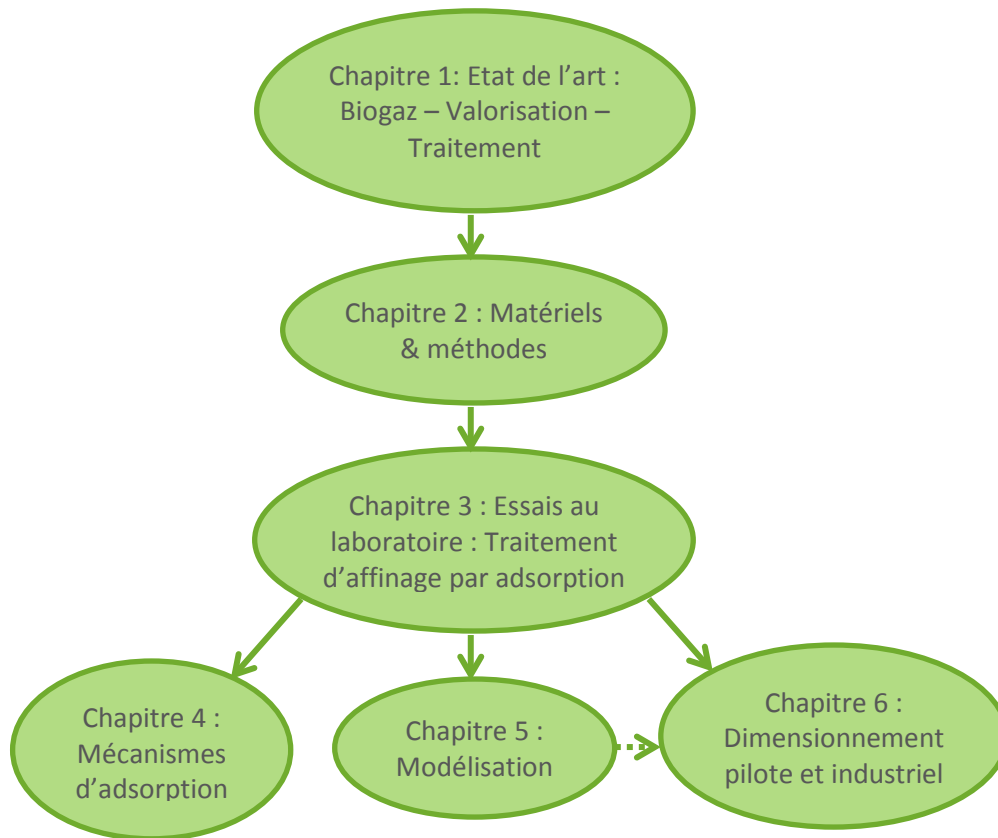 Chapitre 1: Etat de l’art :
Biogaz – Valorisation –
Traitement
Chapitre 2 : Matériels
& méthodes
Chapitre 3 : Essais au
laboratoire : Traitement
d’affinage par adsorption
Chapitre 4 :
Mécanismes
d’adsorption
Chapitre 5 :
Modélisation
Chapitre 6 :
Dimensionnement
pilote et industriel